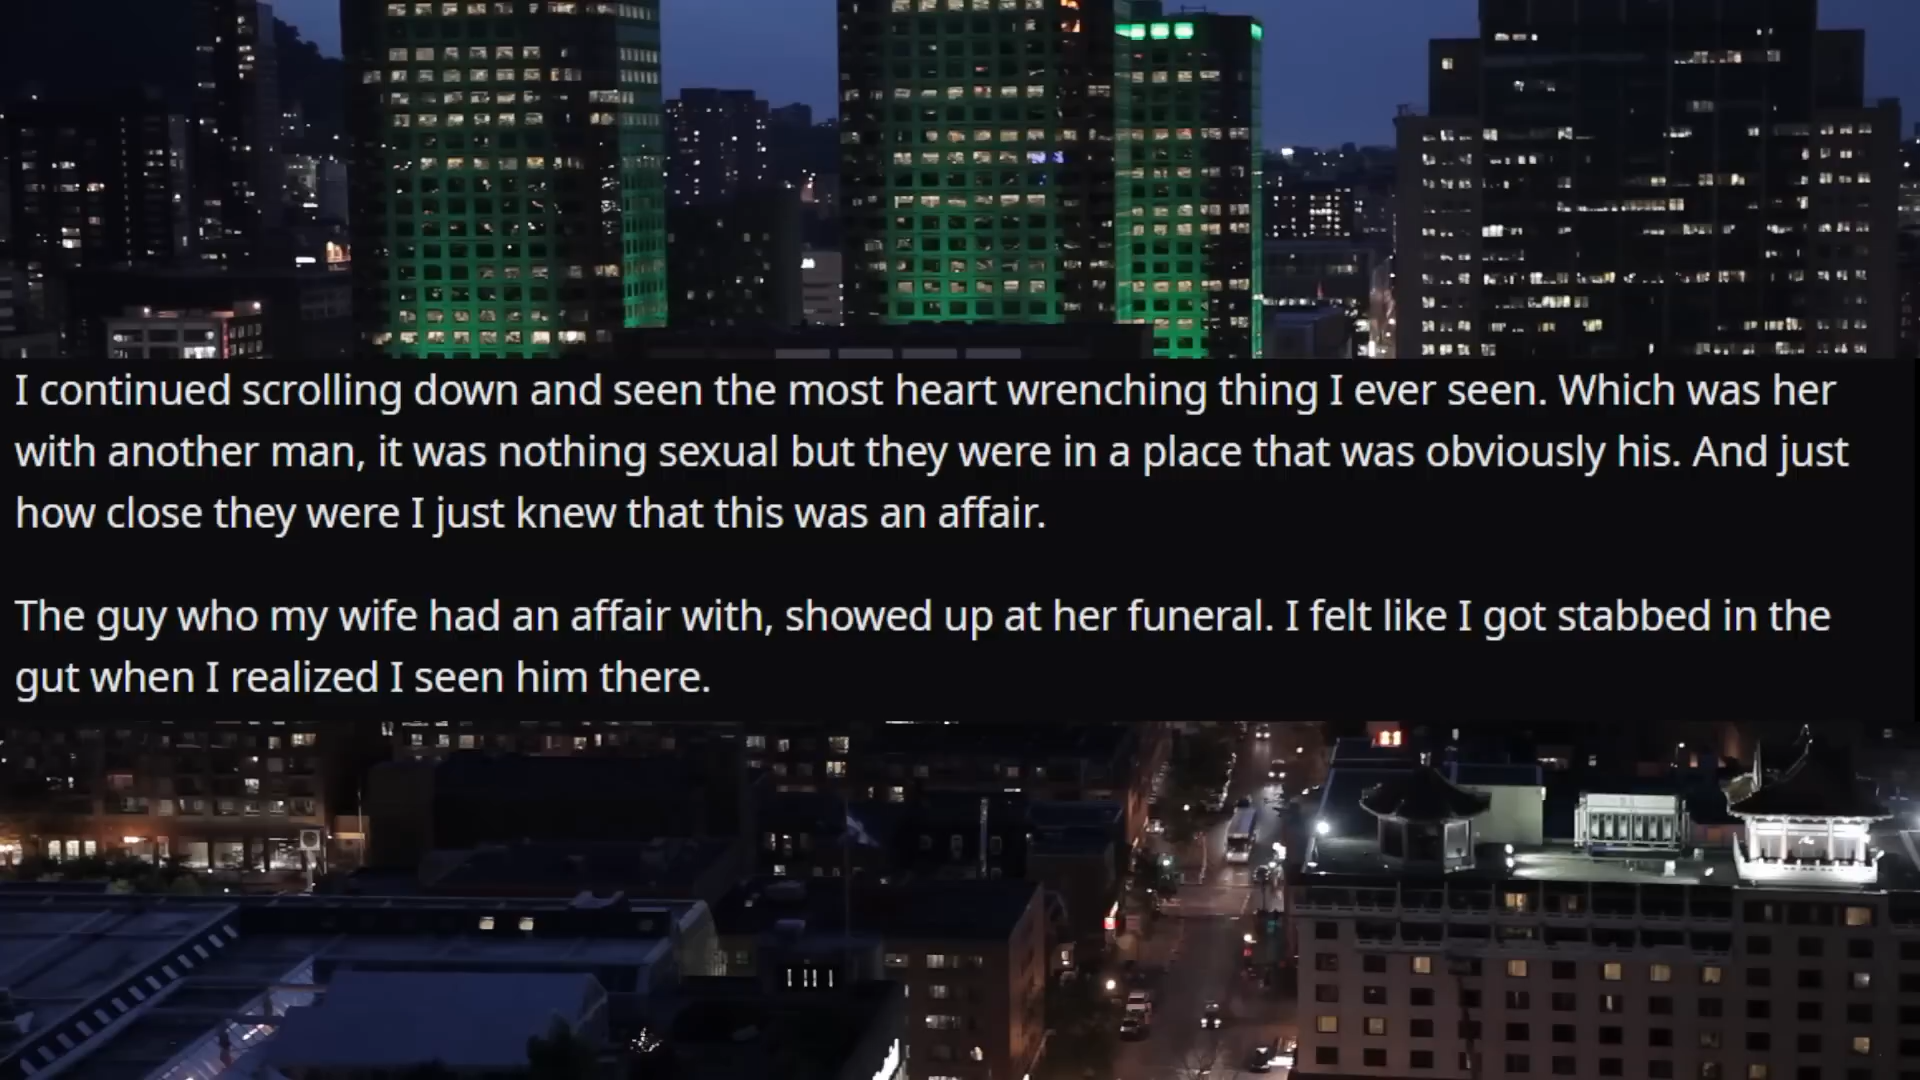 I continued scrolling down and seen the most heart wrenching thing I ever seen. Which was her
with another man, it was nothing sexual but they were in a place that was obviously his. And just
how close they were I just knew that this was an affair.
The guy who my wife had an affair with, showed up at her funeral. I felt like I got stabbed in the
gut when I realized I seen him there.